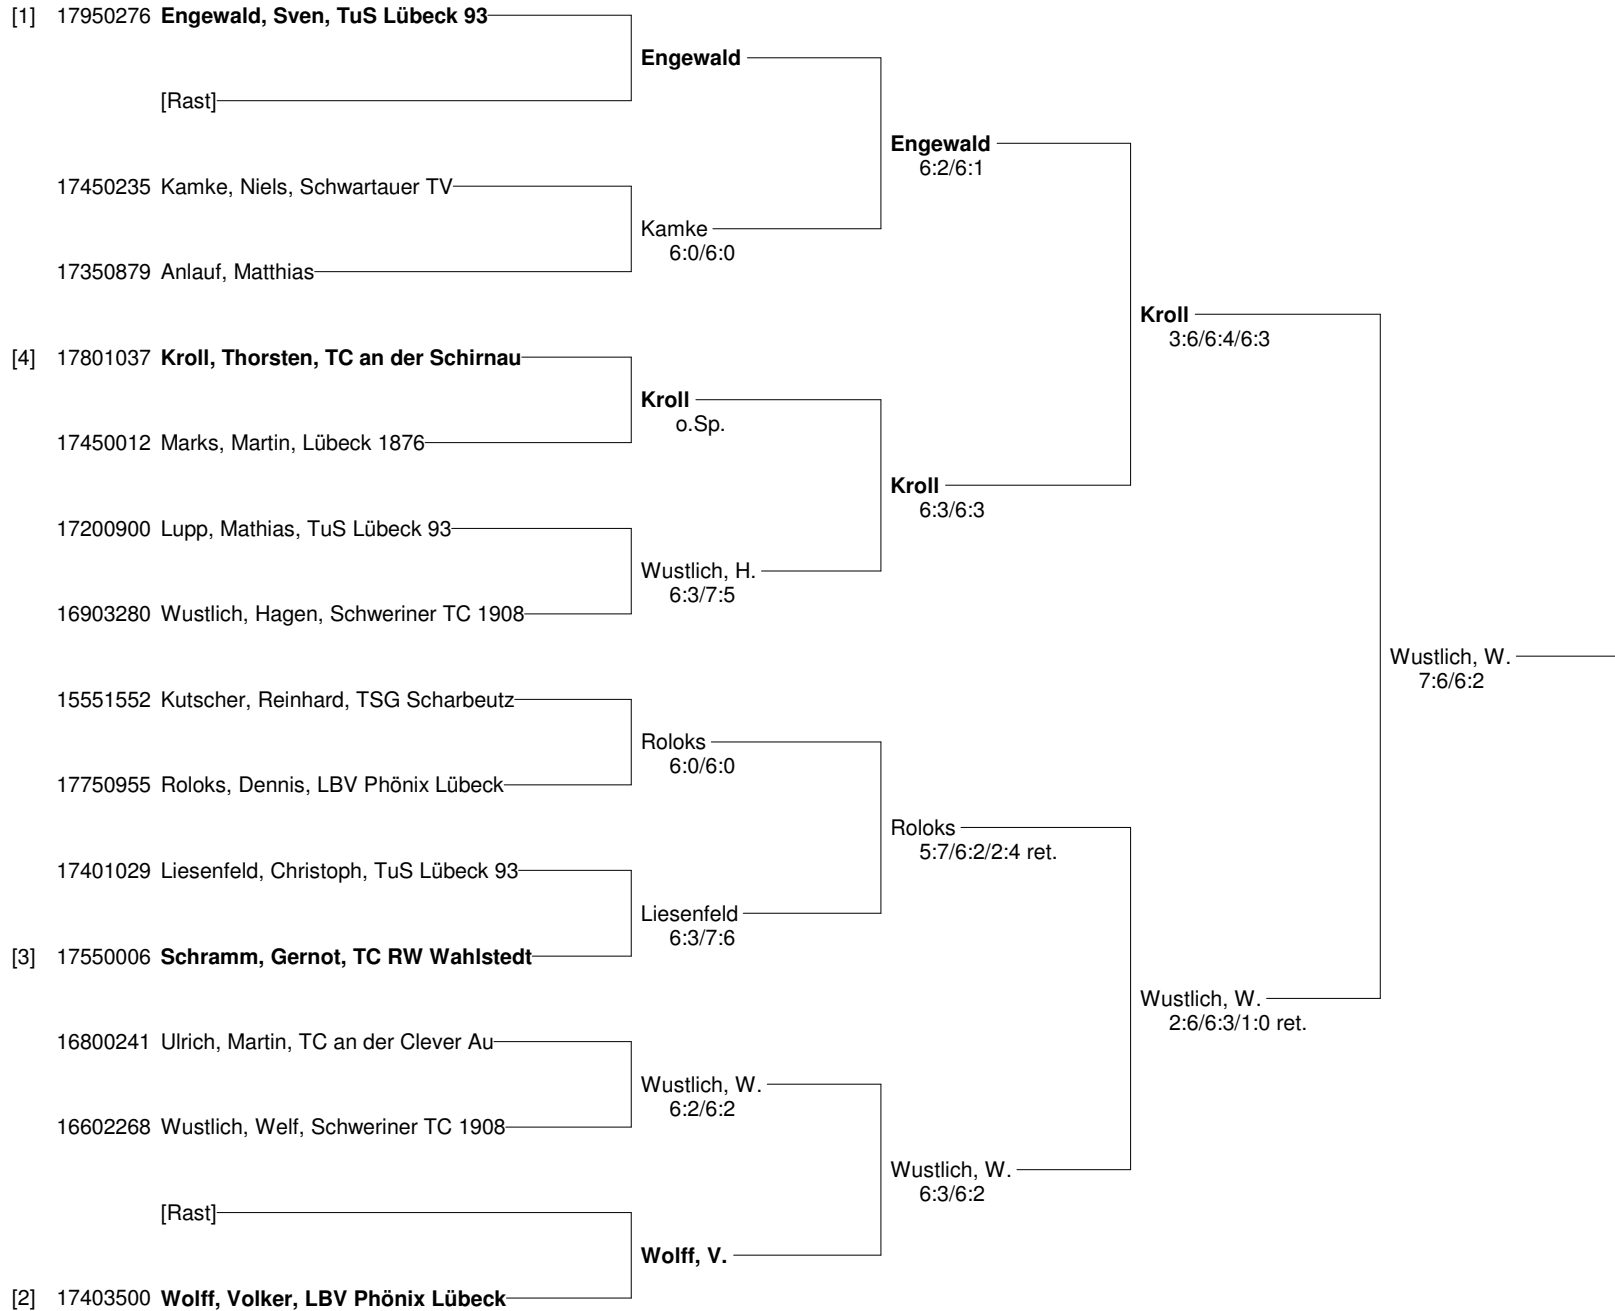 [1] 17950276 Engewald, Sven, TuS Lübeck 93
Engewald
[Rast]
Engewald
6:2/6:1
17450235 Kamke, Niels, Schwartauer TV
Kamke
6:0/6:0
17350879 Anlauf, Matthias
Kroll
3:6/6:4/6:3
[4] 17801037 Kroll, Thorsten, TC an der Schirnau
Kroll
o.Sp.
17450012 Marks, Martin, Lübeck 1876
Kroll
6:3/6:3
17200900 Lupp, Mathias, TuS Lübeck 93
Wustlich, H.
6:3/7:5
16903280 Wustlich, Hagen, Schweriner TC 1908
Wustlich, W.
7:6/6:2
15551552 Kutscher, Reinhard, TSG Scharbeutz
Roloks
6:0/6:0
17750955 Roloks, Dennis, LBV Phönix Lübeck
Roloks
5:7/6:2/2:4 ret.
17401029 Liesenfeld, Christoph, TuS Lübeck 93
Liesenfeld
6:3/7:6
[3] 17550006 Schramm, Gernot, TC RW Wahlstedt
Wustlich, W.
2:6/6:3/1:0 ret.
16800241 Ulrich, Martin, TC an der Clever Au
Wustlich, W.
6:2/6:2
16602268 Wustlich, Welf, Schweriner TC 1908
Wustlich, W.
6:3/6:2
[Rast]
Wolff, V.
[2] 17403500 Wolff, Volker, LBV Phönix Lübeck